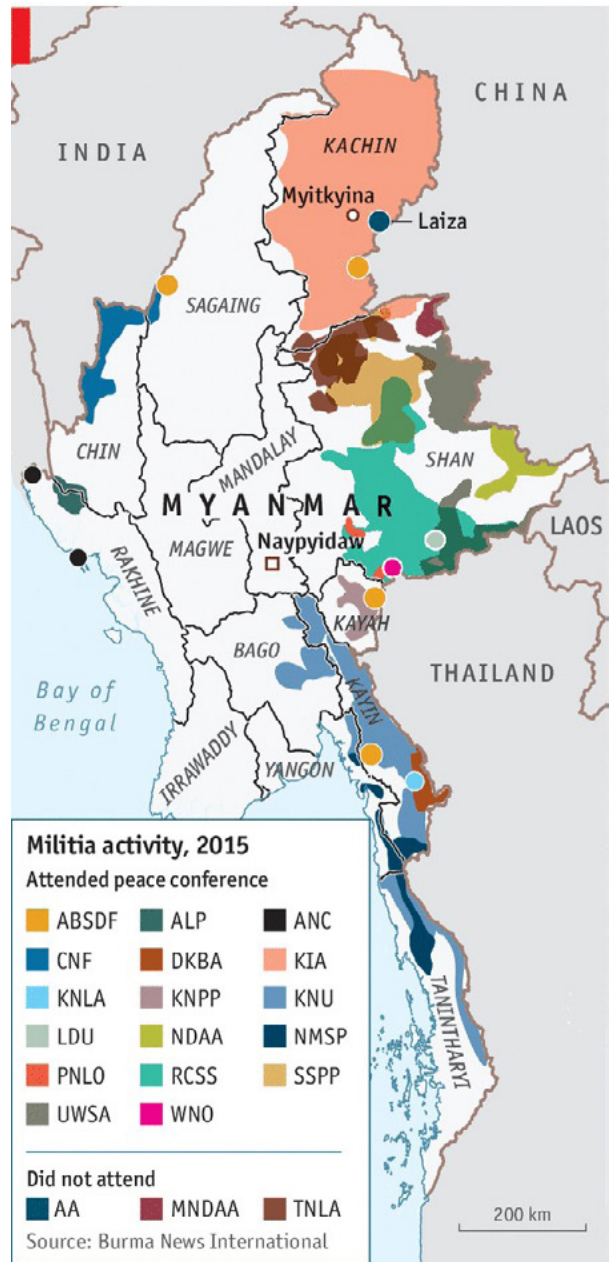 CHINA
INDIA
KACHIN
Myitkyina
Laiza
SAGAING
CHIN
MANDALAY
SHAN
MYANMAR
LAOS
MAGWE
Naypyidaw
RAKHINE
KAYAH
BAGO
THAILAND
Bay of
Bengal
KAYIN
IRRAWADDY
YANGON
TANINTHARYI
Militia activity, 2015
Attended peace conference
ABSDF ALP ANC
CNF DKBA KIA
KNLA KNPP KNU
LDU NDAA NMSP
PNLO RCSS SSPP
UWSA WNO
Did not attend
AA MNDAA TNLA
Source: Burma News International
200 km